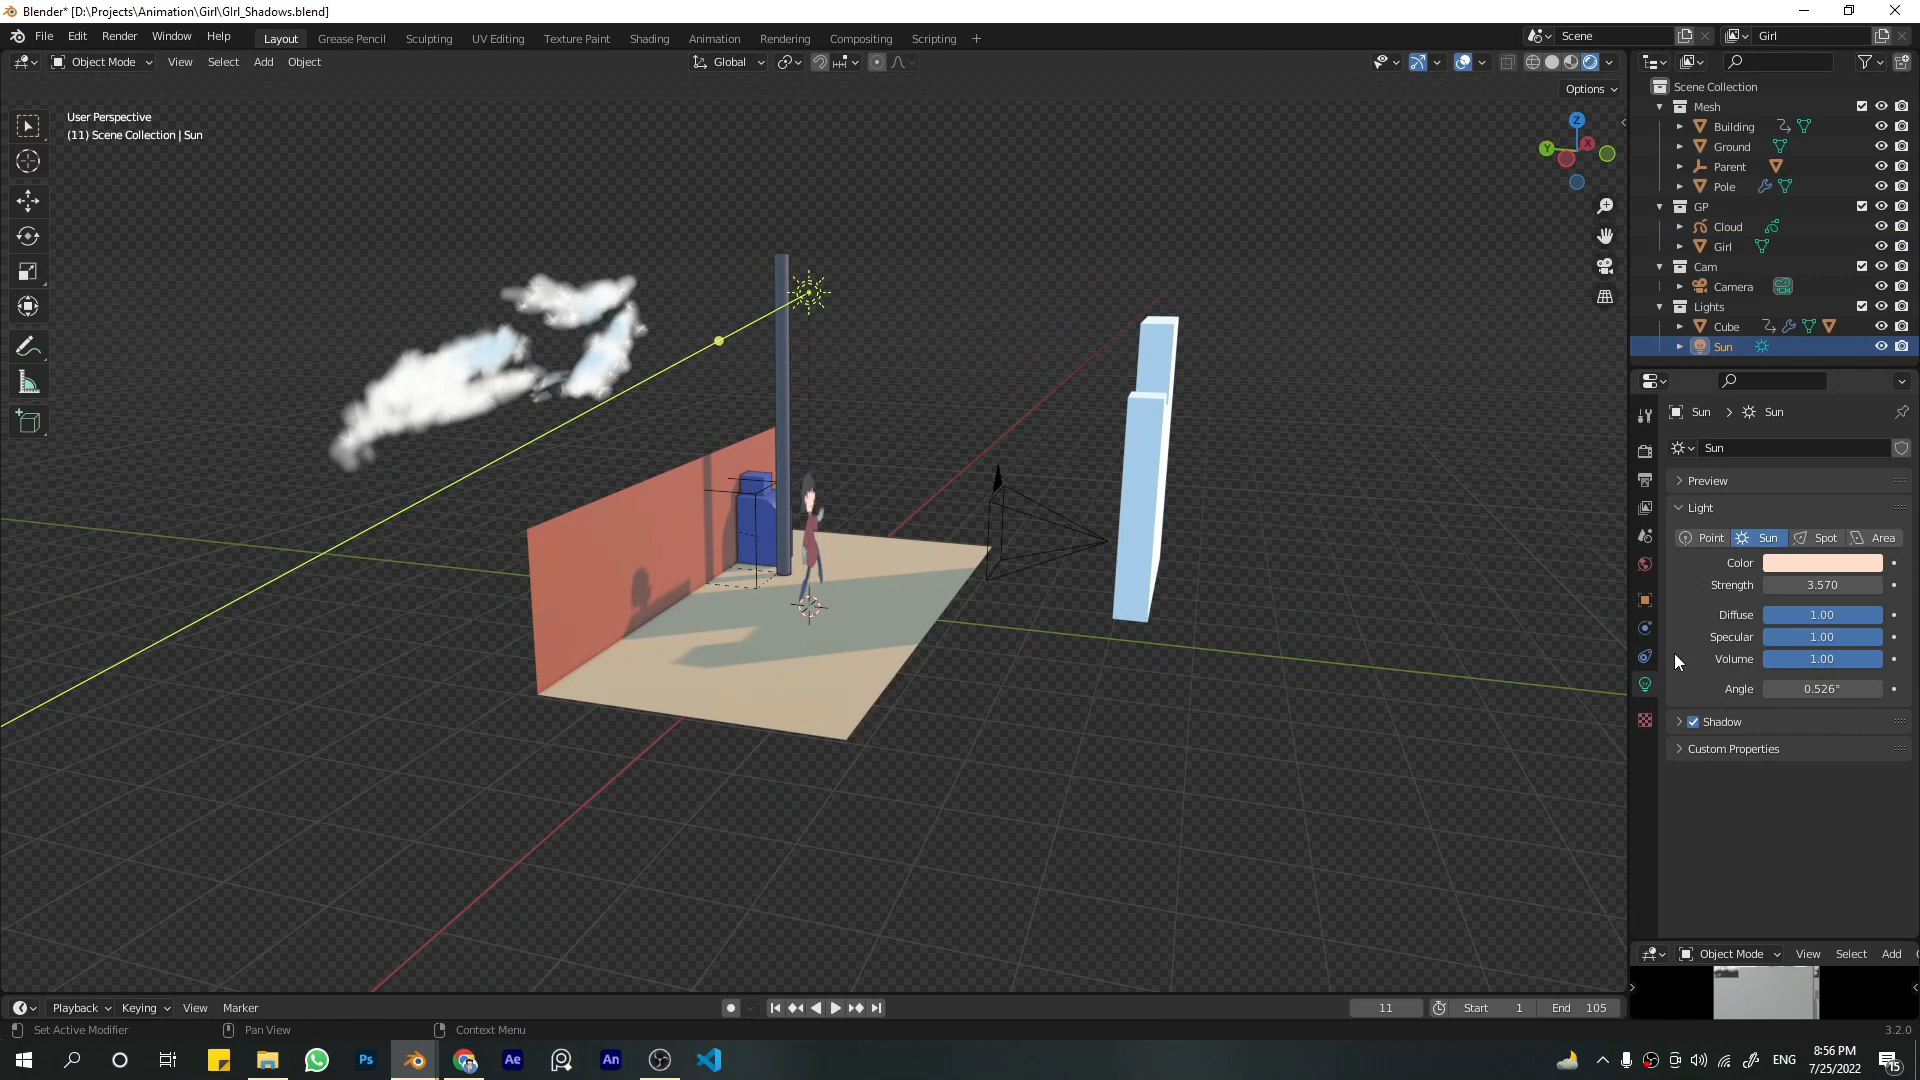 Blender* [D:\Projects\Animation\Girl\GIrl_Shadows.blend]
File Edit Render Window Help Layout Grease Pencil Sculpting UV Editing Texture Paint Shading Animation Rendering Compositing Scripting + Scene Girl
Object Mode View Select Add Object Global
Options
User Perspective
(11) Scene Collection | Sun
Z
Y X
Scene Collection
Mesh
Building
Ground
Parent
Pole
GP
Cloud
Girl
Cam
Camera
Lights
Cube
Sun
Sun > Sun
Sun
Preview
Light
Point Sun Spot Area
Color
Strength 3.570
Diffuse 1.00
Specular 1.00
Volume 1.00
Angle 0.526°
Shadow
Custom Properties
Object Mode View Select Add
Playback Keying View Marker 11 Start 1 End 105
Set Active Modifier Pan View Context Menu 3.2.0
Ps Ae An ENG 8:56 PM
7/25/2022
15